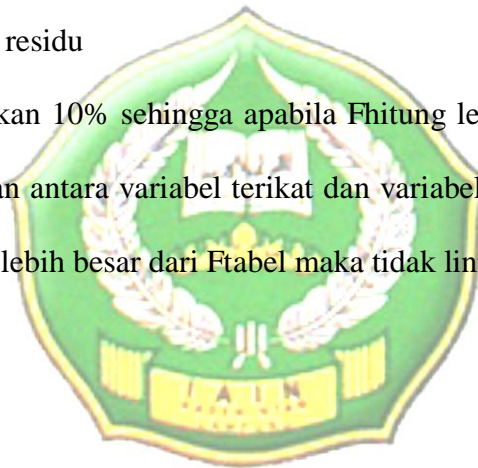 residu
kan 10% sehingga apabila Fhitung le
an antara variabel terikat dan variabel
lebih besar dari Ftabel maka tidak lin
I A I N